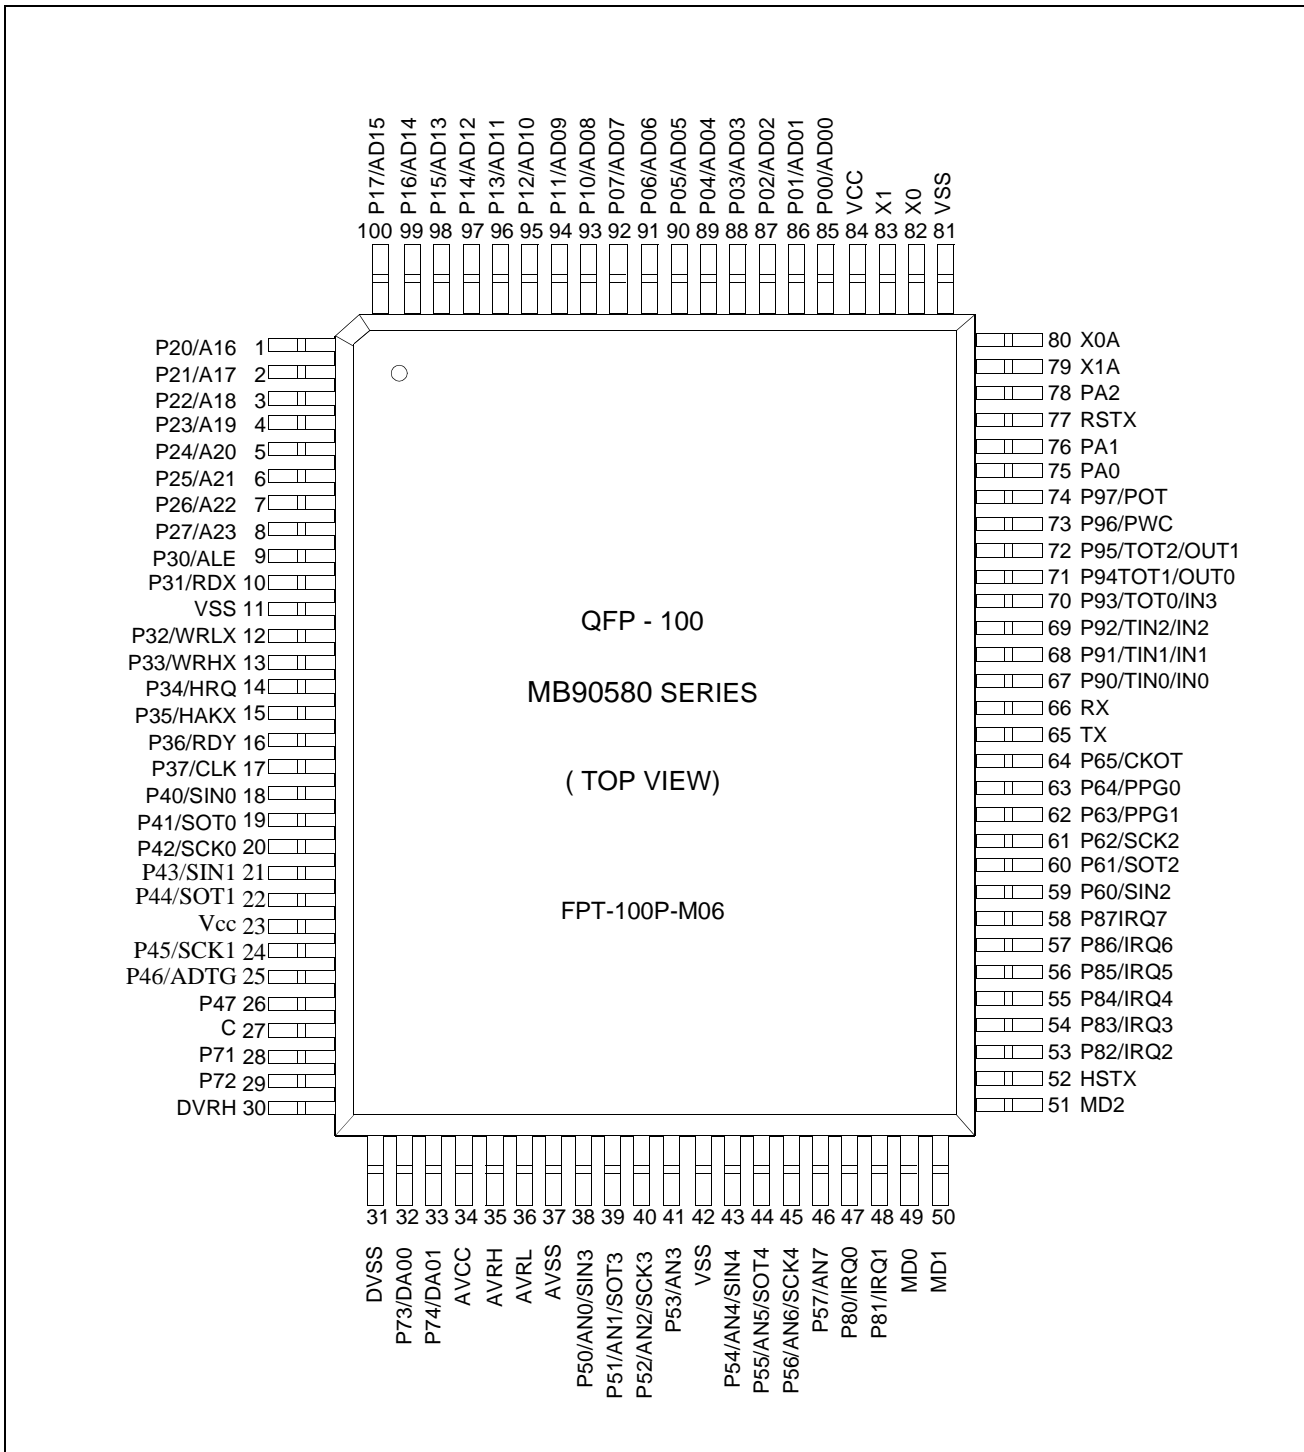 P17/AD15
P16/AD14
P15/AD13
P14/AD12
P13/AD11
P12/AD10
P11/AD09
P10/AD08
P07/AD07
P06/AD06
P05/AD05
P04/AD04
P03/AD03
P02/AD02
P01/AD01
P00/AD00
VCC
X1
X0
VSS
100 99 98 97 96 95 94 93 92 91 90 89 88 87 86 85 84 83 82 81
P20/A16 1
P21/A17 2
P22/A18 3
P23/A19 4
P24/A20 5
P25/A21 6
P26/A22 7
P27/A23 8
P30/ALE 9
P31/RDX 10
VSS 11
P32/WRLX 12
P33/WRHX 13
P34/HRQ 14
P35/HAKX 15
P36/RDY 16
P37/CLK 17
P40/SIN0 18
P41/SOT0 19
P42/SCK0 20
P43/SIN1 21
P44/SOT1 22
Vcc 23
P45/SCK1 24
P46/ADTG 25
P47 26
C 27
P71 28
P72 29
DVRH 30
QFP - 100
MB90580 SERIES
( TOP VIEW)
FPT-100P-M06
80 X0A
79 X1A
78 PA2
77 RSTX
76 PA1
75 PA0
74 P97/POT
73 P96/PWC
72 P95/TOT2/OUT1
71 P94TOT1/OUT0
70 P93/TOT0/IN3
69 P92/TIN2/IN2
68 P91/TIN1/IN1
67 P90/TIN0/IN0
66 RX
65 TX
64 P65/CKOT
63 P64/PPG0
62 P63/PPG1
61 P62/SCK2
60 P61/SOT2
59 P60/SIN2
58 P87IRQ7
57 P86/IRQ6
56 P85/IRQ5
55 P84/IRQ4
54 P83/IRQ3
53 P82/IRQ2
52 HSTX
51 MD2
31 32 33 34 35 36 37 38 39 40 41 42 43 44 45 46 47 48 49 50
DVSS
P73/DA00
P74/DA01
AVCC
AVRH
AVRL
AVSS
P50/AN0/SIN3
P51/AN1/SOT3
P52/AN2/SCK3
P53/AN3
VSS
P54/AN4/SIN4
P55/AN5/SOT4
P56/AN6/SCK4
P57/AN7
P80/IRQ0
P81/IRQ1
MD0
MD1